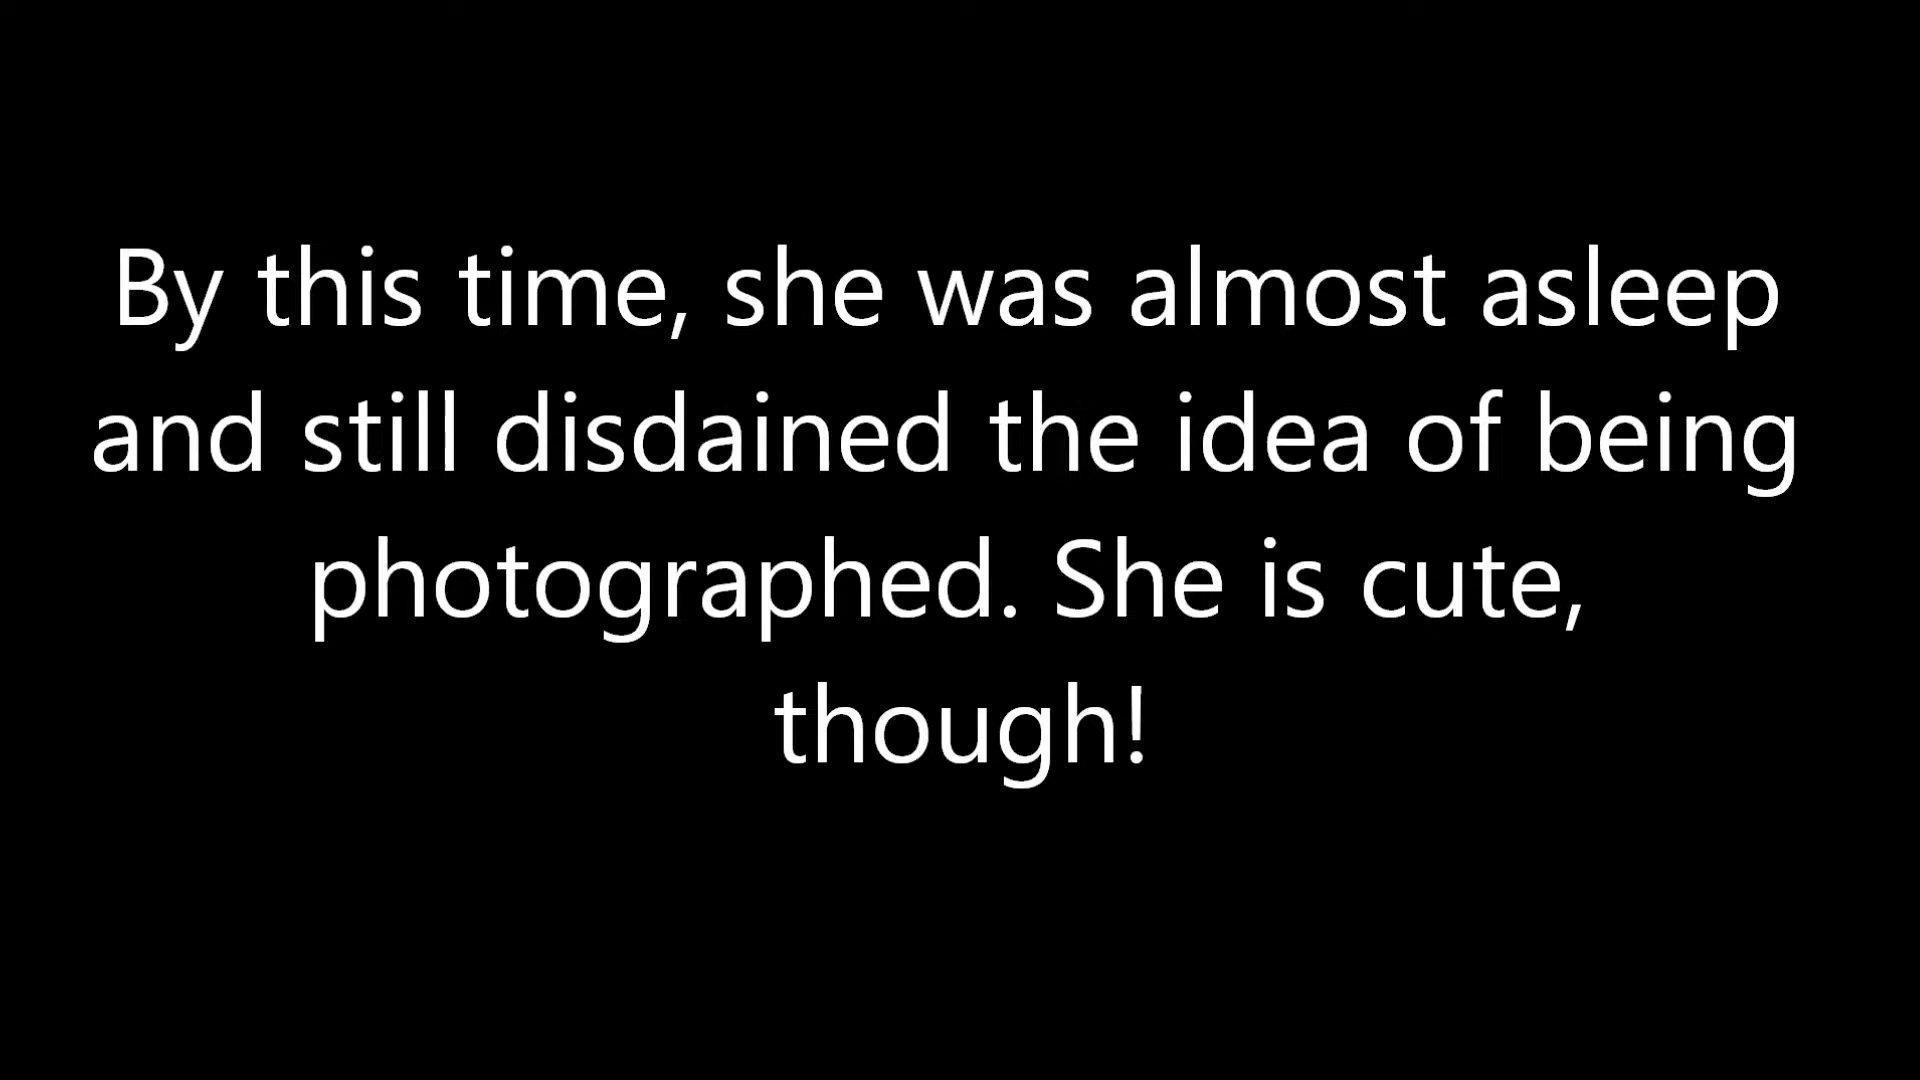 By this time, she was almost asleep
and still disdained the idea of being
photographed. She is cute,
though!